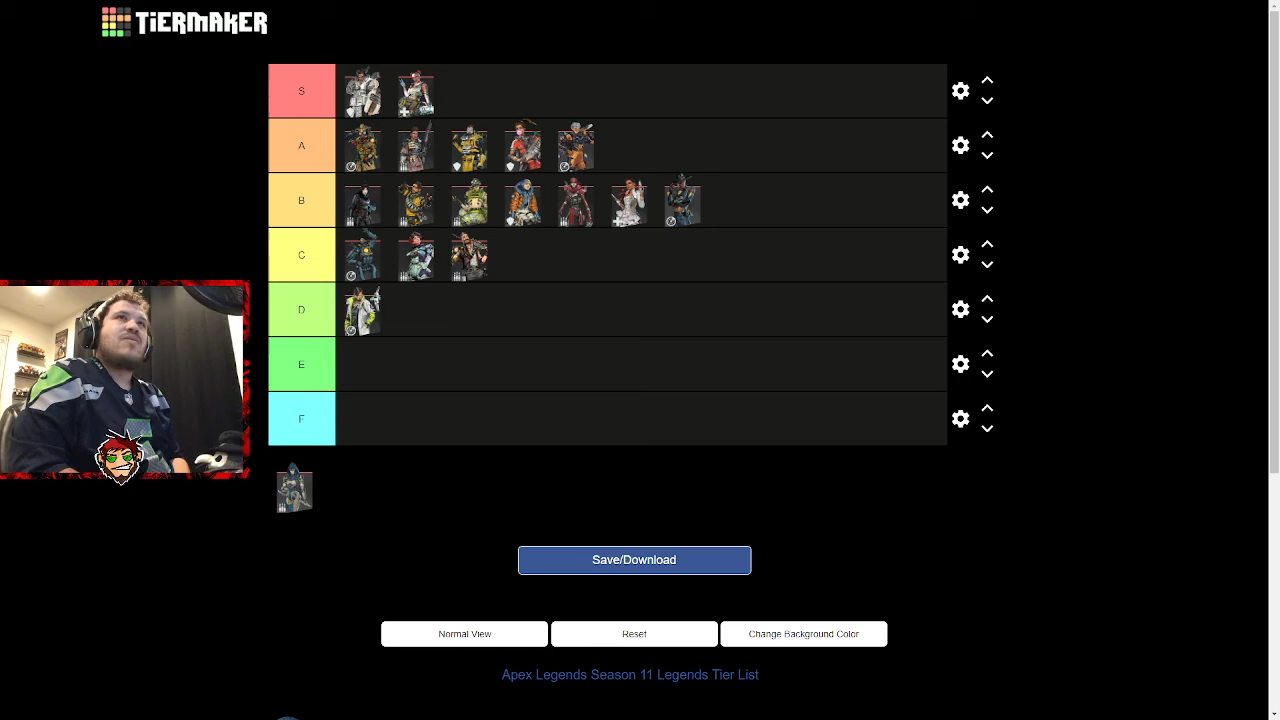 TiERMAKER
S
A
B
C
D
E
F
Save/Download
Normal View
Reset
Change Background Color
Apex Legends Season 11 Legends Tier List